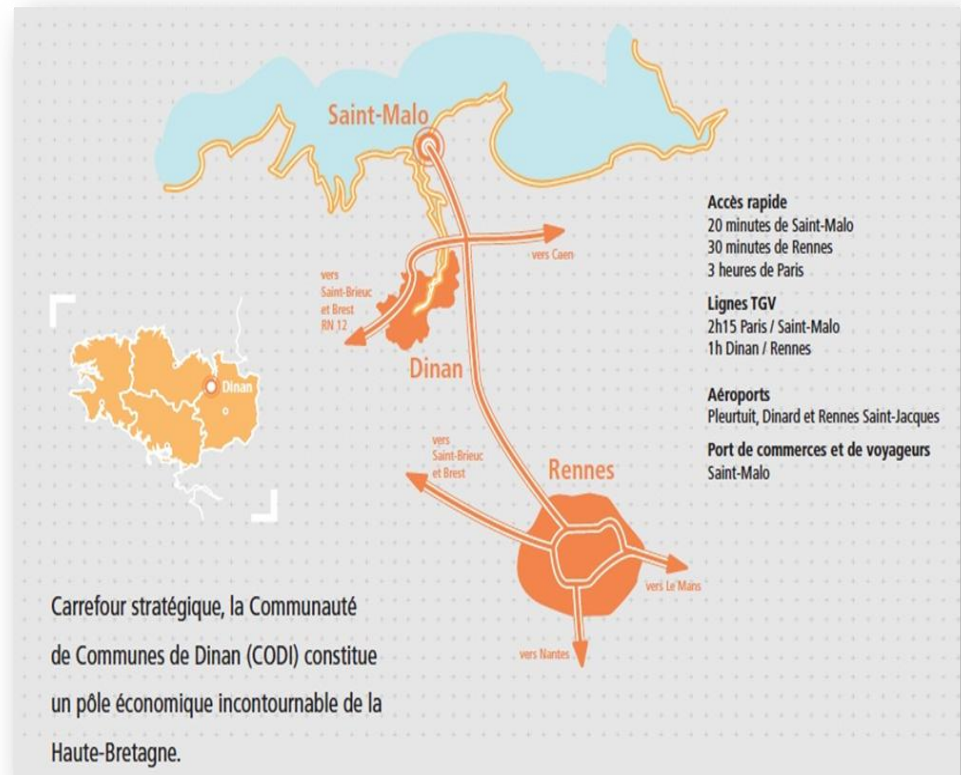 Saint-Malo
vers Caen
vers
Saint-Brieuc
et Brest
RN 12
Dinan
Dinan
vers
Saint-Brieuc
et Brest
Rennes
vers Le Mans
vers Nantes
Accès rapide
20 minutes de Saint-Malo
30 minutes de Rennes
3 heures de Paris
Lignes TGV
2h15 Paris / Saint-Malo
1h Dinan / Rennes
Aéroports
Pleurtuit, Dinard et Rennes Saint-Jacques
Port de commerces et de voyageurs
Saint-Malo
Carrefour stratégique, la Communauté
de Communes de Dinan (CODI) constitue
un pôle économique incontournable de la
Haute-Bretagne.